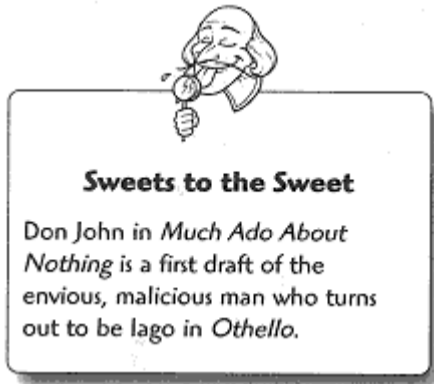 Sweets to the Sweet
Don John in Much Ado About
Nothing is a first draft of the
envious, malicious man who turns
out to be Iago in Othello.